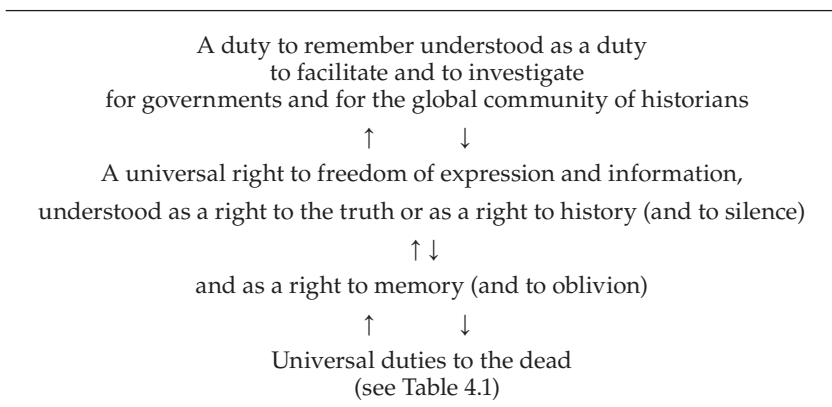 A duty to remember understood as a duty
to facilitate and to investigate
for governments and for the global community of historians
↑ ↓
A universal right to freedom of expression and information,
understood as a right to the truth or as a right to history (and to silence)
↑↓
and as a right to memory (and to oblivion)
↑ ↓
Universal duties to the dead
(see Table 4.1)